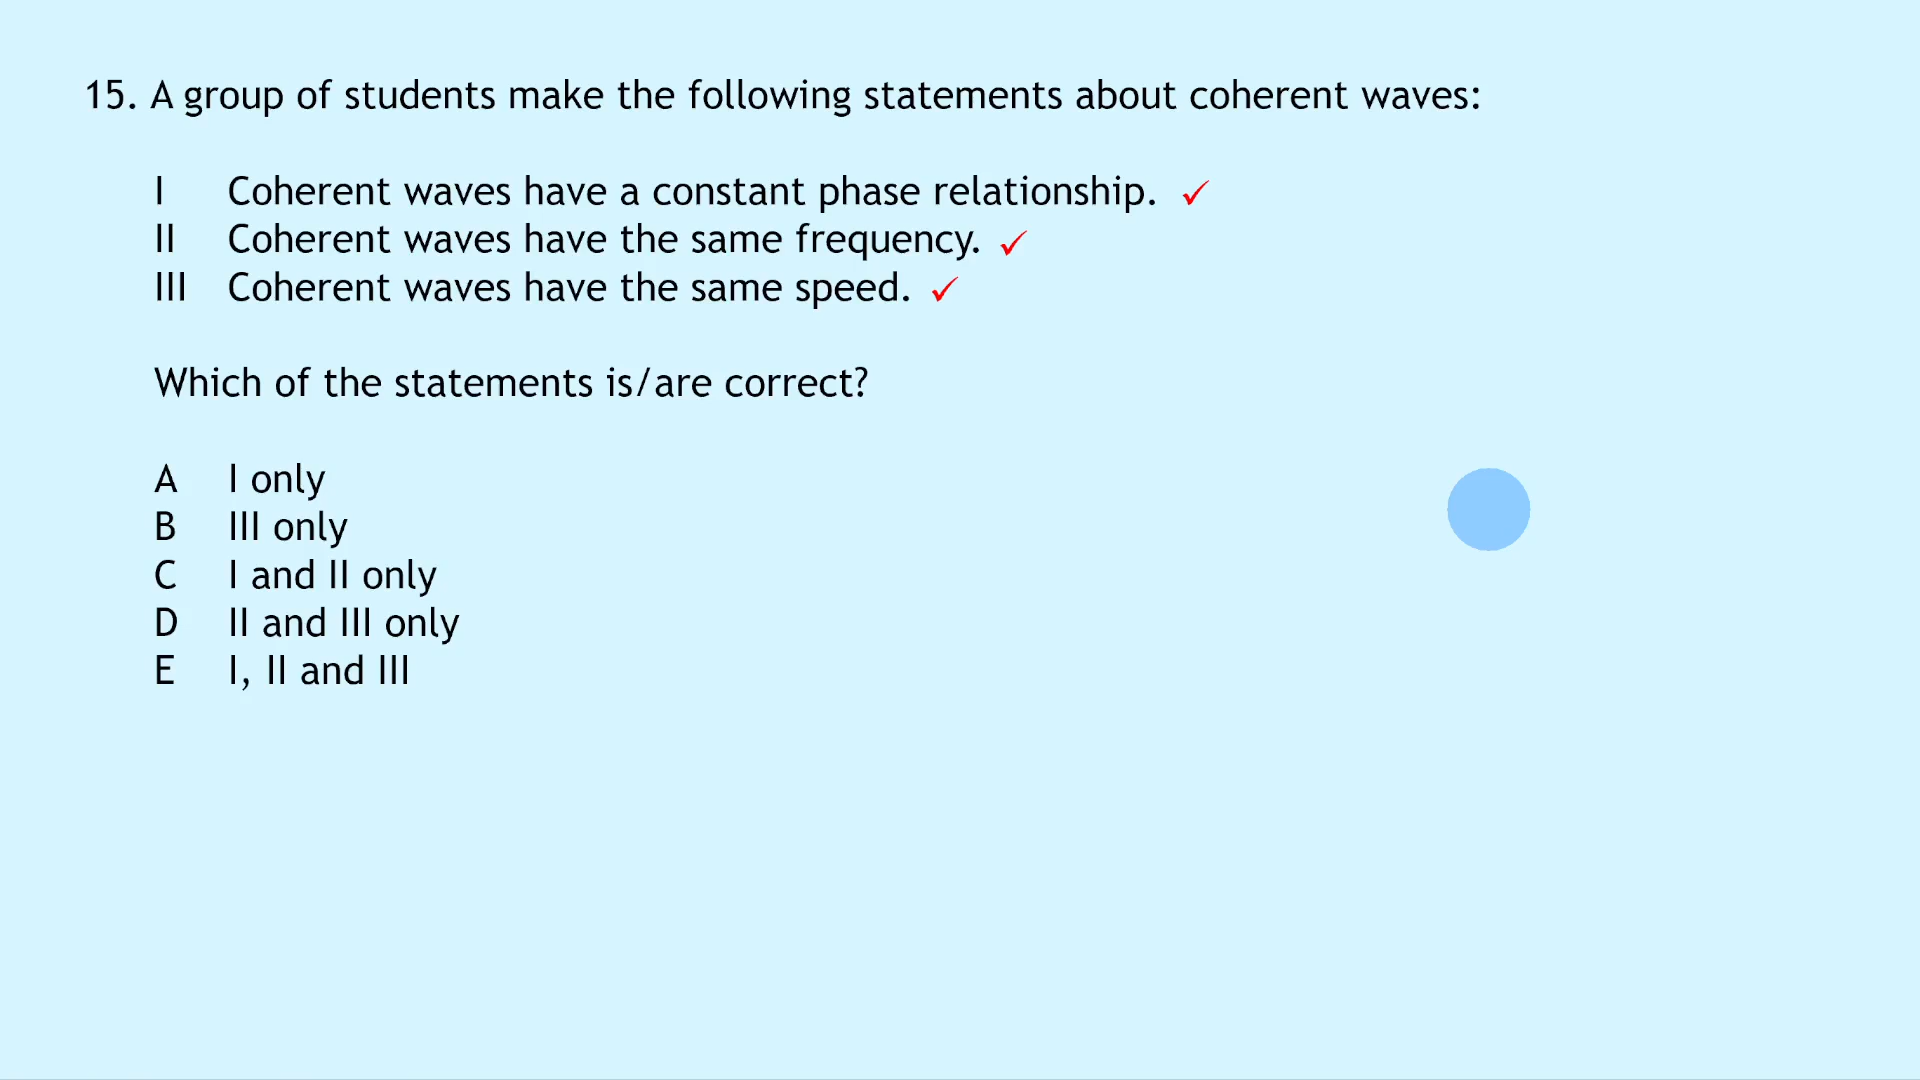 15. A group of students make the following statements about coherent waves:
I Coherent waves have a constant phase relationship. ✓
II Coherent waves have the same frequency. ✓
III Coherent waves have the same speed. ✓
Which of the statements is/are correct?
A I only
B III only
C I and II only
D II and III only
E I, II and III